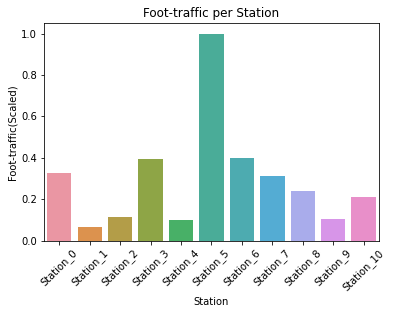 Foot-traffic per Station
Foot-traffic(Scaled)
1.0
0.8
0.6
0.4
0.2
0.0
Station_0
Station_1
Station_2
Station_3
Station_4
Station_5
Station_6
Station_7
Station_8
Station_9
Station_10
Station